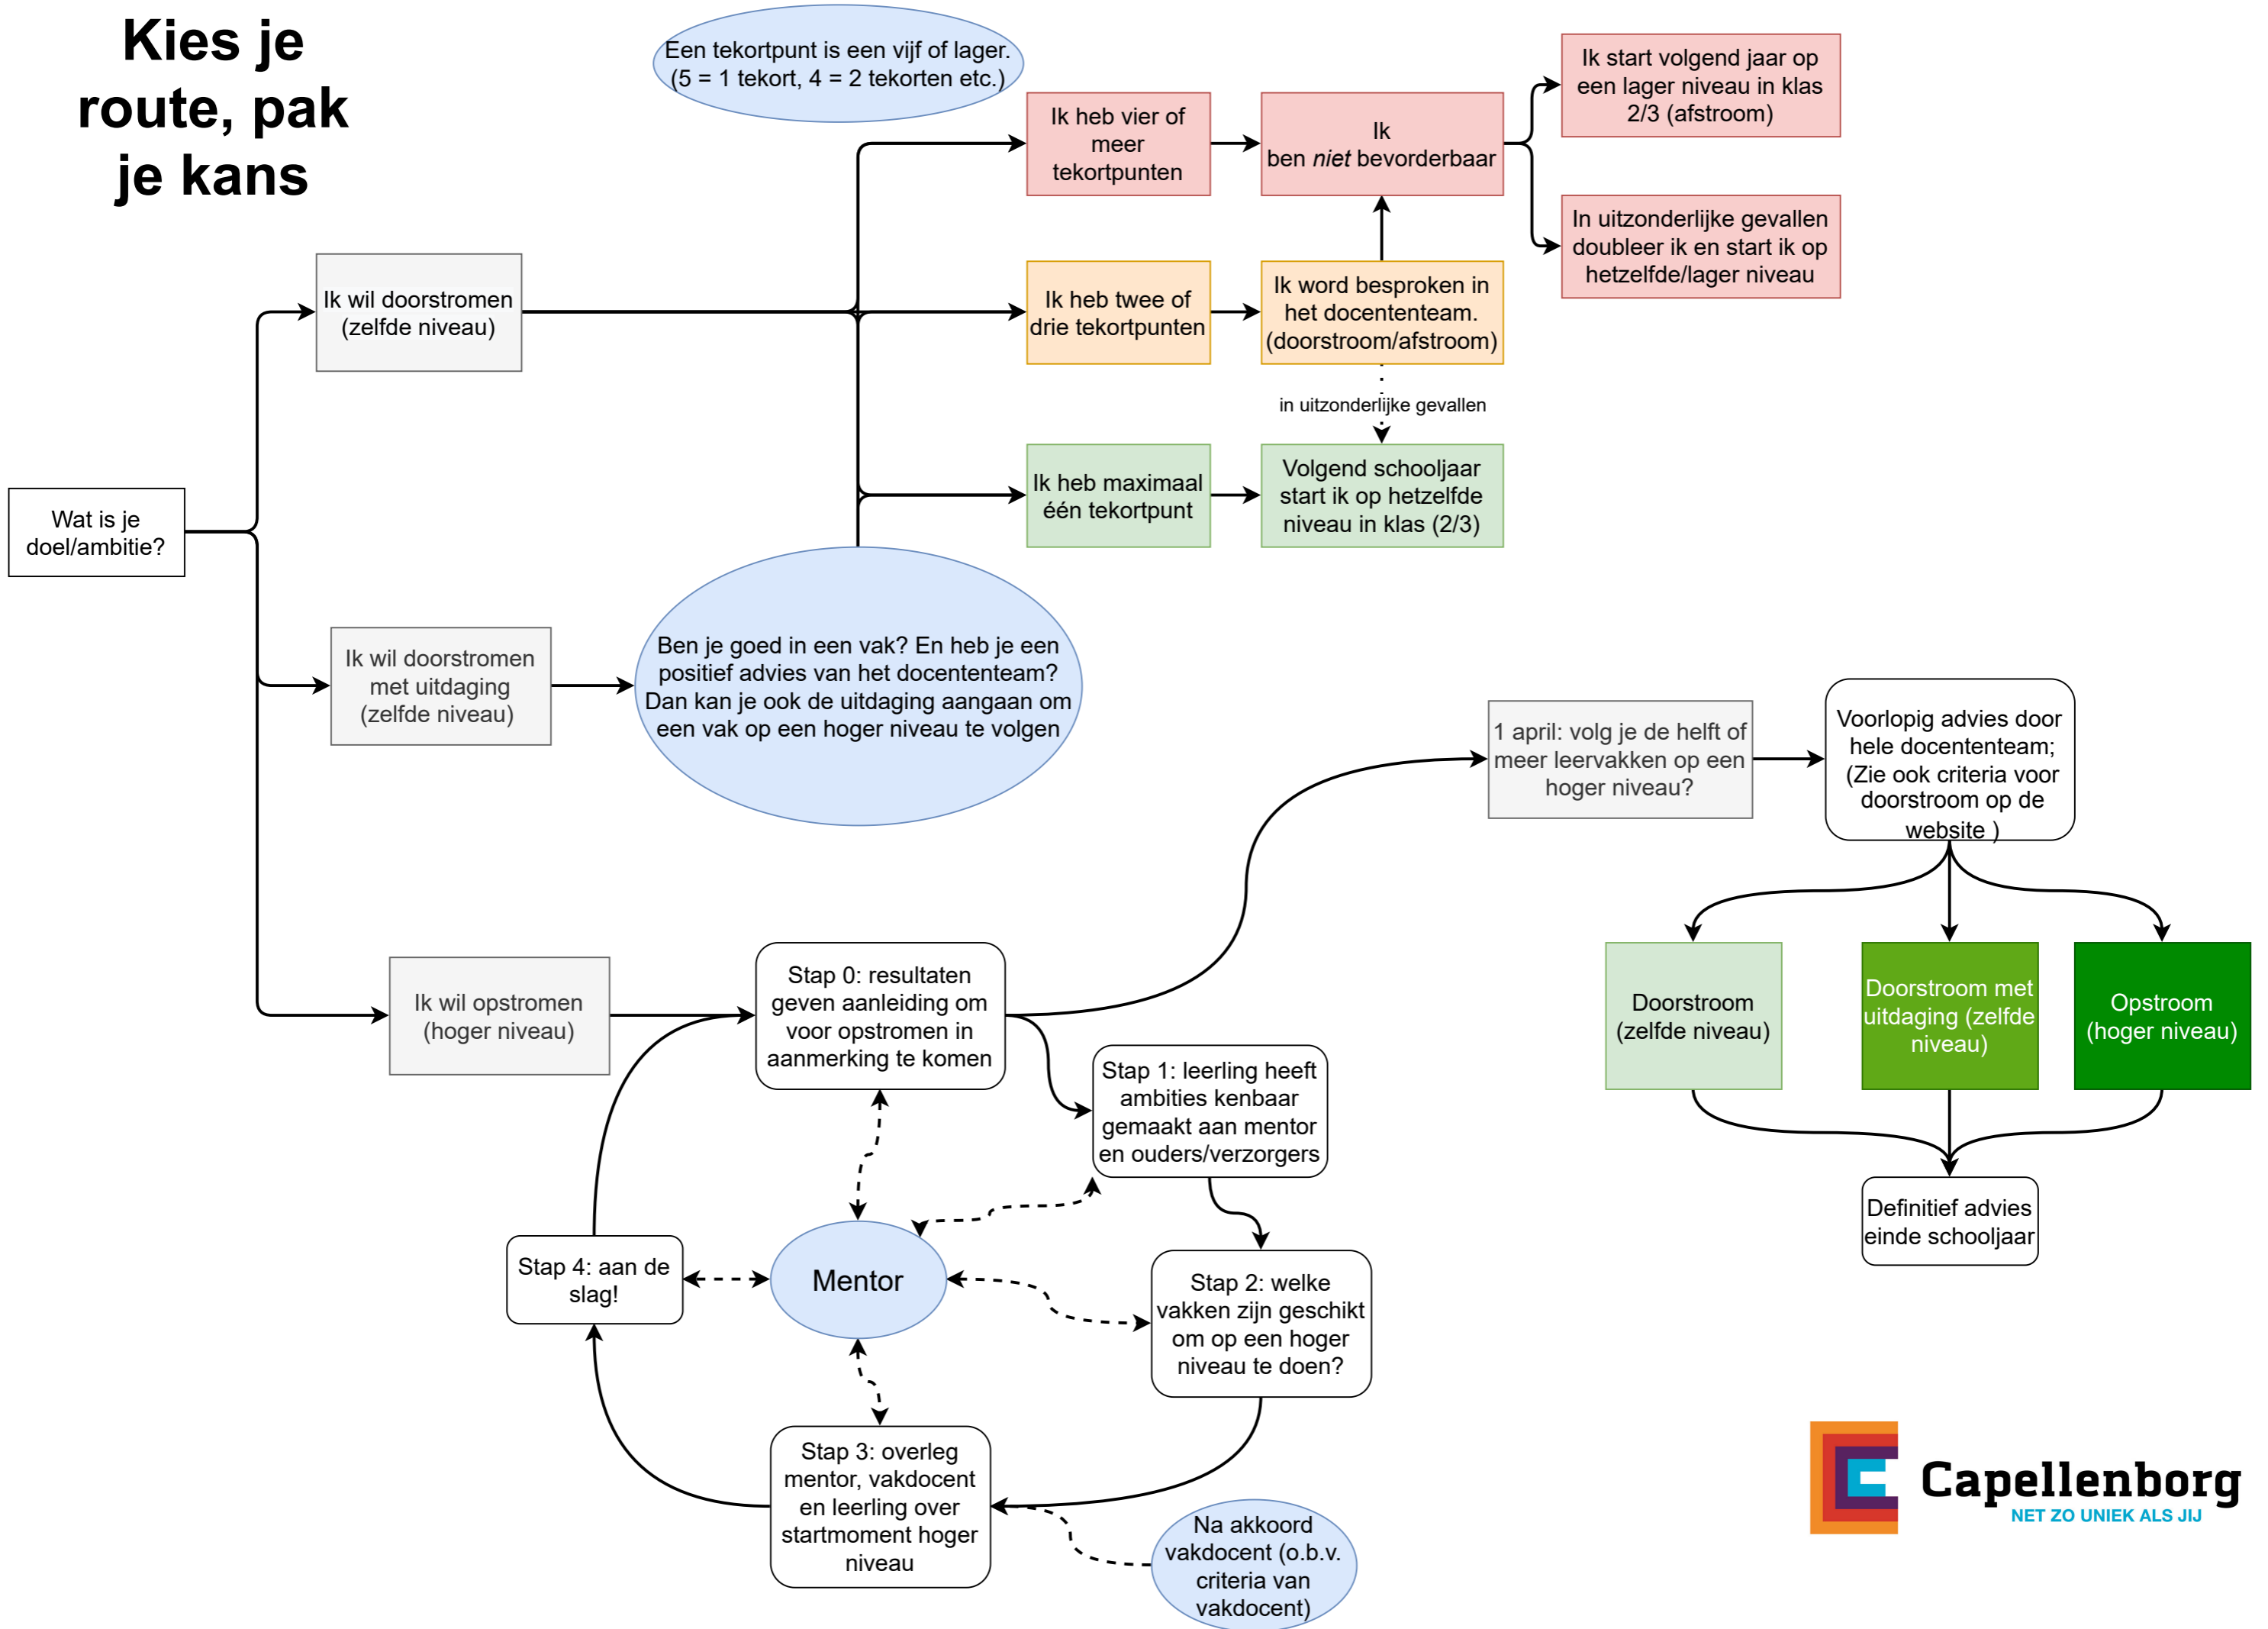 Kies je
route, pak
je kans
Een tekortpunt is een vijf of lager.
(5 = 1 tekort, 4 = 2 tekorten etc.)
Ik heb vier of
meer
tekortpunten
Ik
ben niet bevorderbaar
Ik start volgend jaar op
een lager niveau in klas
2/3 (afstroom)
In uitzonderlijke gevallen
doubleer ik en start ik op
hetzelfde/lager niveau
Ik wil doorstromen
(zelfde niveau)
Ik heb twee of
drie tekortpunten
Ik word besproken in
het docententeam.
(doorstroom/afstroom)
in uitzonderlijke gevallen
Ik heb maximaal
één tekortpunt
Volgend schooljaar
start ik op hetzelfde
niveau in klas (2/3)
Wat is je
doel/ambitie?
Ik wil doorstromen
met uitdaging
(zelfde niveau)
Ben je goed in een vak? En heb je een
positief advies van het docententeam?
Dan kan je ook de uitdaging aangaan om
een vak op een hoger niveau te volgen
1 april: volg je de helft of
meer leervakken op een
hoger niveau?
Voorlopig advies door
hele docententeam;
(Zie ook criteria voor
doorstroom op de
website )
Ik wil opstromen
(hoger niveau)
Stap 0: resultaten
geven aanleiding om
voor opstromen in
aanmerking te komen
Doorstroom
(zelfde niveau)
Doorstroom met
uitdaging (zelfde
niveau)
Opstroom
(hoger niveau)
Stap 1: leerling heeft
ambities kenbaar
gemaakt aan mentor
en ouders/verzorgers
Definitief advies
einde schooljaar
Stap 4: aan de
slag!
Mentor
Stap 2: welke
vakken zijn geschikt
om op een hoger
niveau te doen?
Stap 3: overleg
mentor, vakdocent
en leerling over
startmoment hoger
niveau
Na akkoord
vakdocent (o.b.v.
criteria van
vakdocent)
Capellenborg
NET ZO UNIEK ALS JIJ